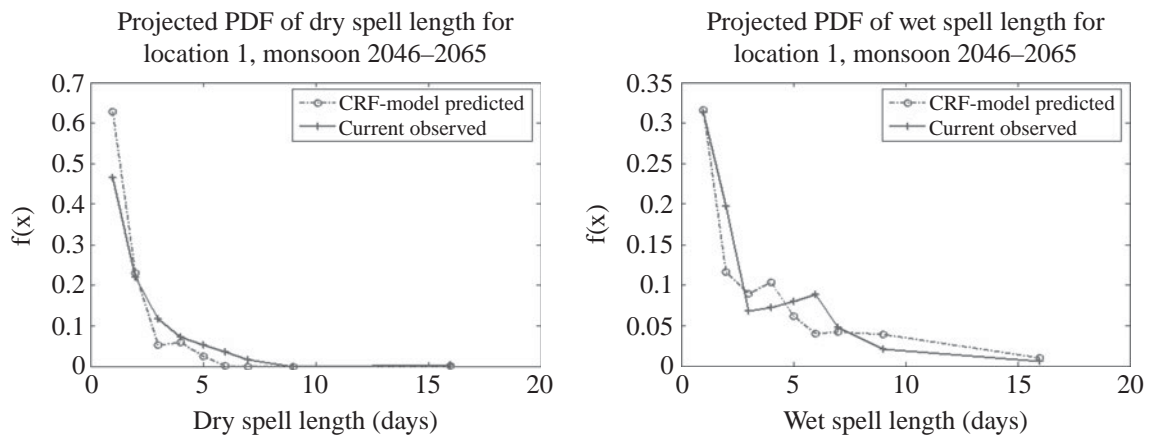 Projected PDF of dry spell length for
location 1, monsoon 2046–2065
0.7
0.6
0.5
0.4
0.3
0.2
0.1
0
f(x)
CRF-model predicted
Current observed
0 5 10 15 20
Dry spell length (days)
Projected PDF of wet spell length for
location 1, monsoon 2046–2065
0.35
0.3
0.25
0.2
0.15
0.1
0.05
0
f(x)
CRF-model predicted
Current observed
0 5 10 15 20
Wet spell length (days)